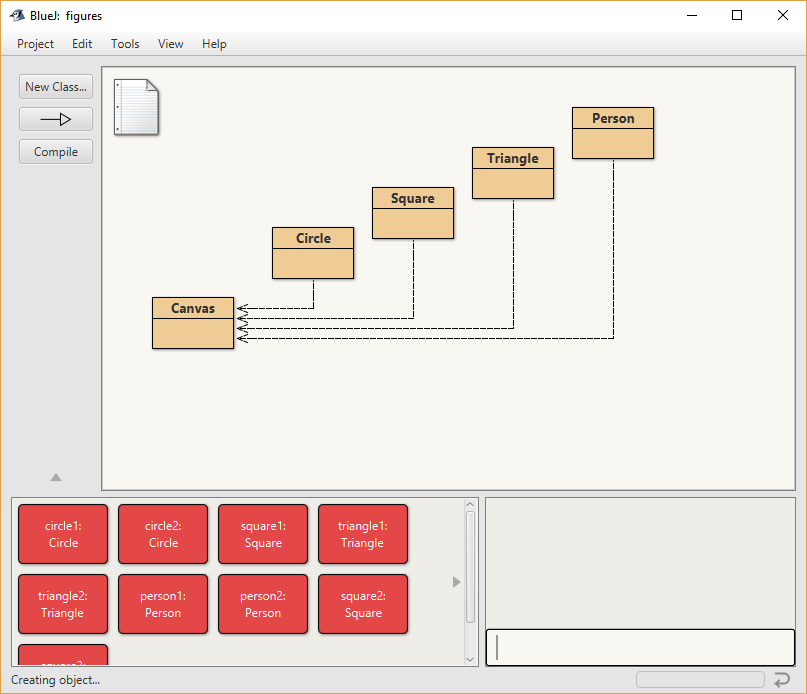 BlueJ: figures
Project Edit Tools View Help
New Class...
Compile
Person
Triangle
Square
Circle
Canvas
circle1:
Circle
circle2:
Circle
square1:
Square
triangle1:
Triangle
triangle2:
Triangle
person1:
Person
person2:
Person
square2:
Square
Creating object...